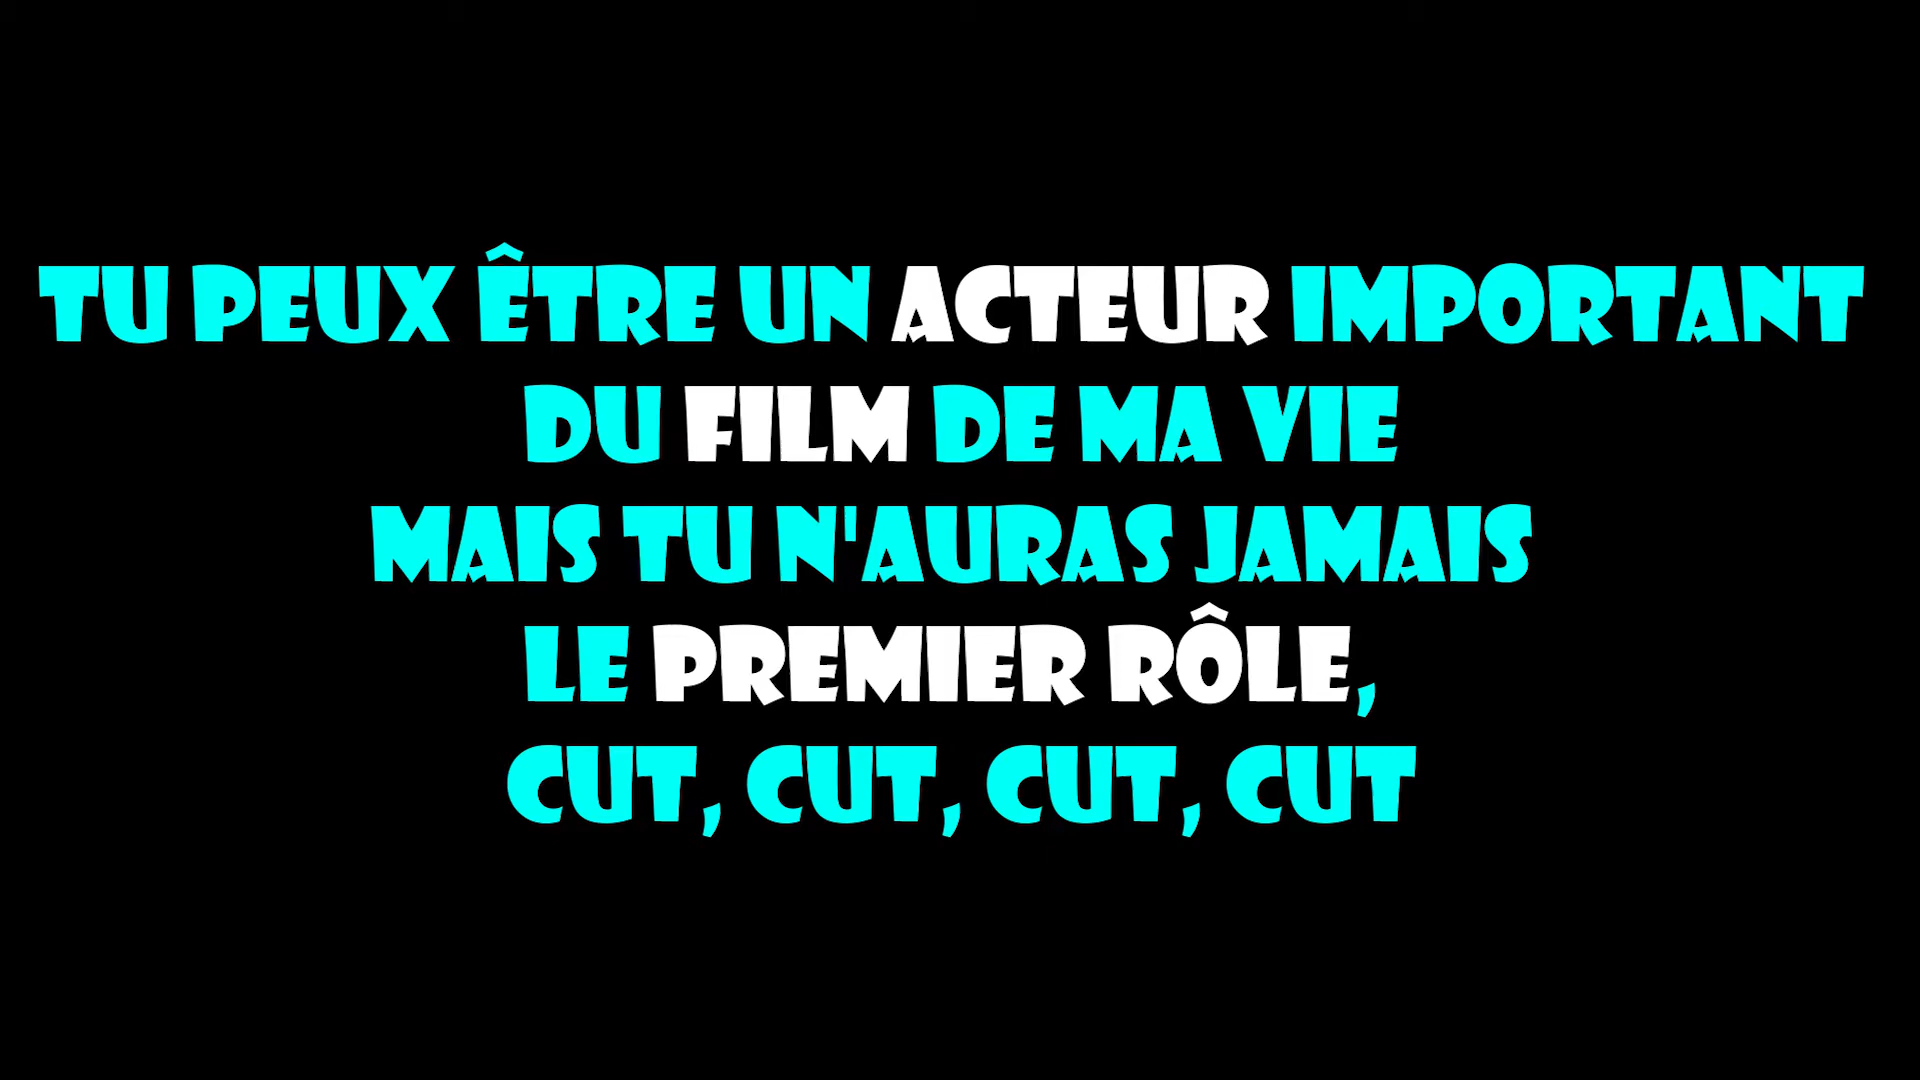 TU PEUX ÊTRE UN ACTEUR IMPORTANT
DU FILM DE MA VIE
MAIS TU N'AURAS JAMAIS
LE PREMIER RÔLE,
CUT, CUT, CUT, CUT